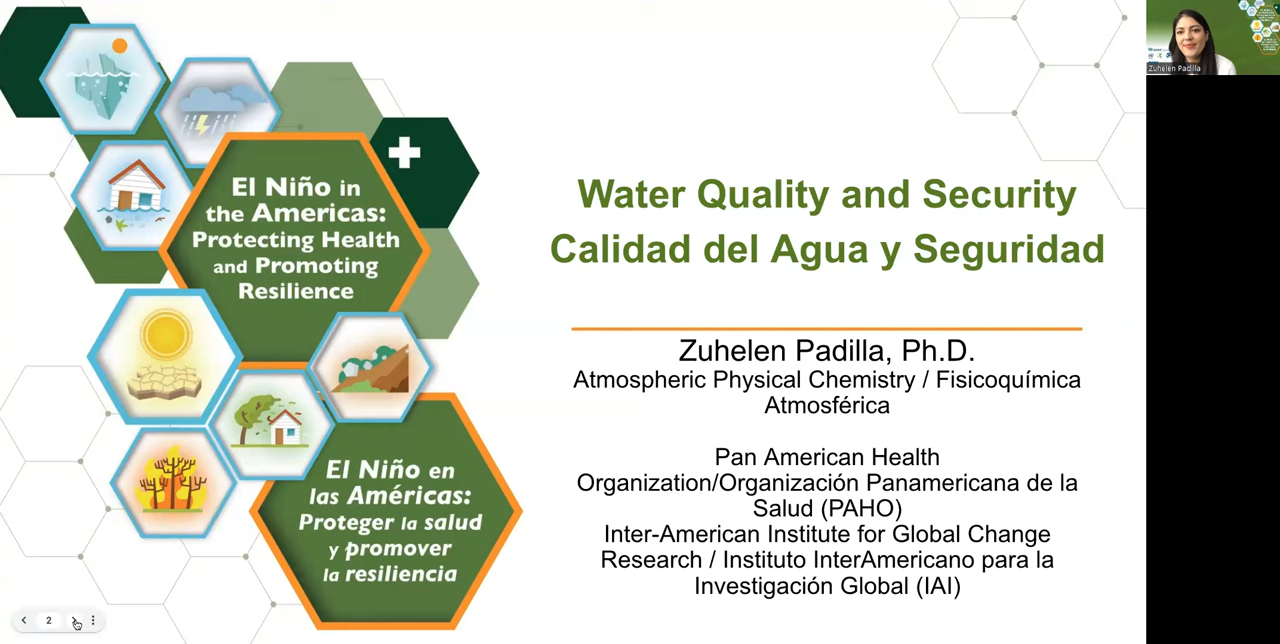 El Niño in
the Americas:
Protecting Health
and Promoting
Resilience
El Niño en
las Américas:
Proteger la salud
y promover
la resiliencia
Water Quality and Security
Calidad del Agua y Seguridad
Zuhelen Padilla, Ph.D.
Atmospheric Physical Chemistry / Fisicoquímica
Atmosférica
Pan American Health
Organization/Organización Panamericana de la
Salud (PAHO)
Inter-American Institute for Global Change
Research / Instituto InterAmericano para la
Investigación Global (IAI)
Zuhelen Padilla
2